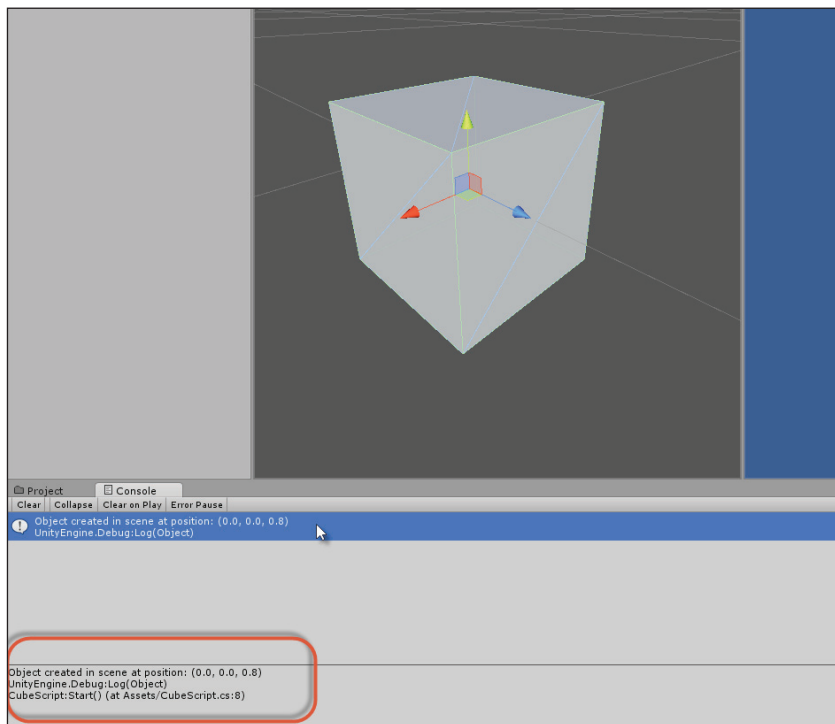 Project
Console
Clear Collapse Clear on Play Error Pause
Object created in scene at position: (0.0, 0.0, 0.8)
UnityEngine.Debug:Log(Object)
Object created in scene at position: (0.0, 0.0, 0.8)
UnityEngine.Debug:Log(Object)
CubeScript:Start() (at Assets/CubeScript.cs:8)